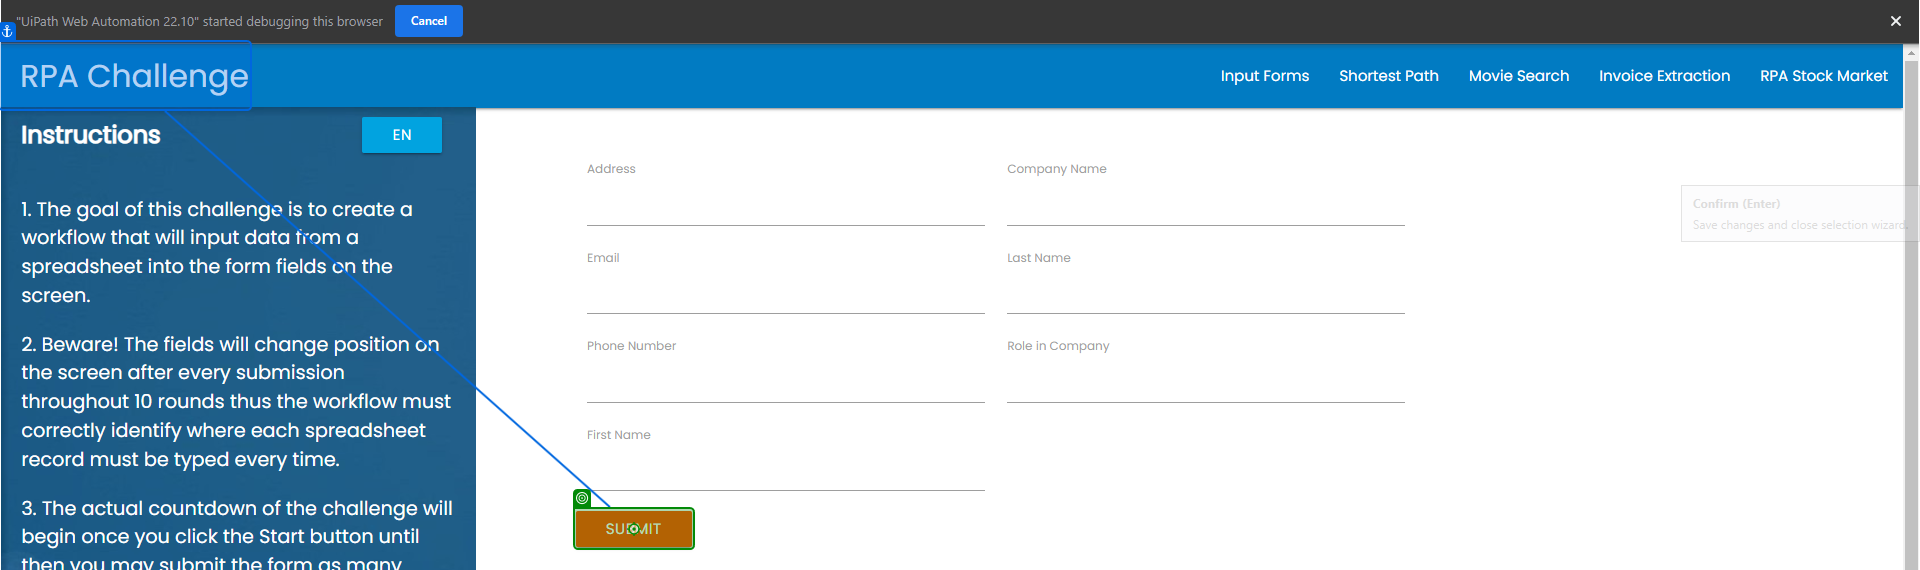 "UiPath Web Automation 22.10" started debugging this browser
Cancel
RPA Challenge
Input Forms
Shortest Path
Movie Search
Invoice Extraction
RPA Stock Market
Instructions
EN
1. The goal of this challenge is to create a
workflow that will input data from a
spreadsheet into the form fields on the
screen.
2. Beware! The fields will change position on
the screen after every submission
throughout 10 rounds thus the workflow must
correctly identify where each spreadsheet
record must be typed every time.
3. The actual countdown of the challenge will
begin once you click the Start button until
then you may submit the form as many
Address
Company Name
Email
Last Name
Phone Number
Role in Company
First Name
SUBMIT
Confirm (Enter)
Save changes and close selection wizard.